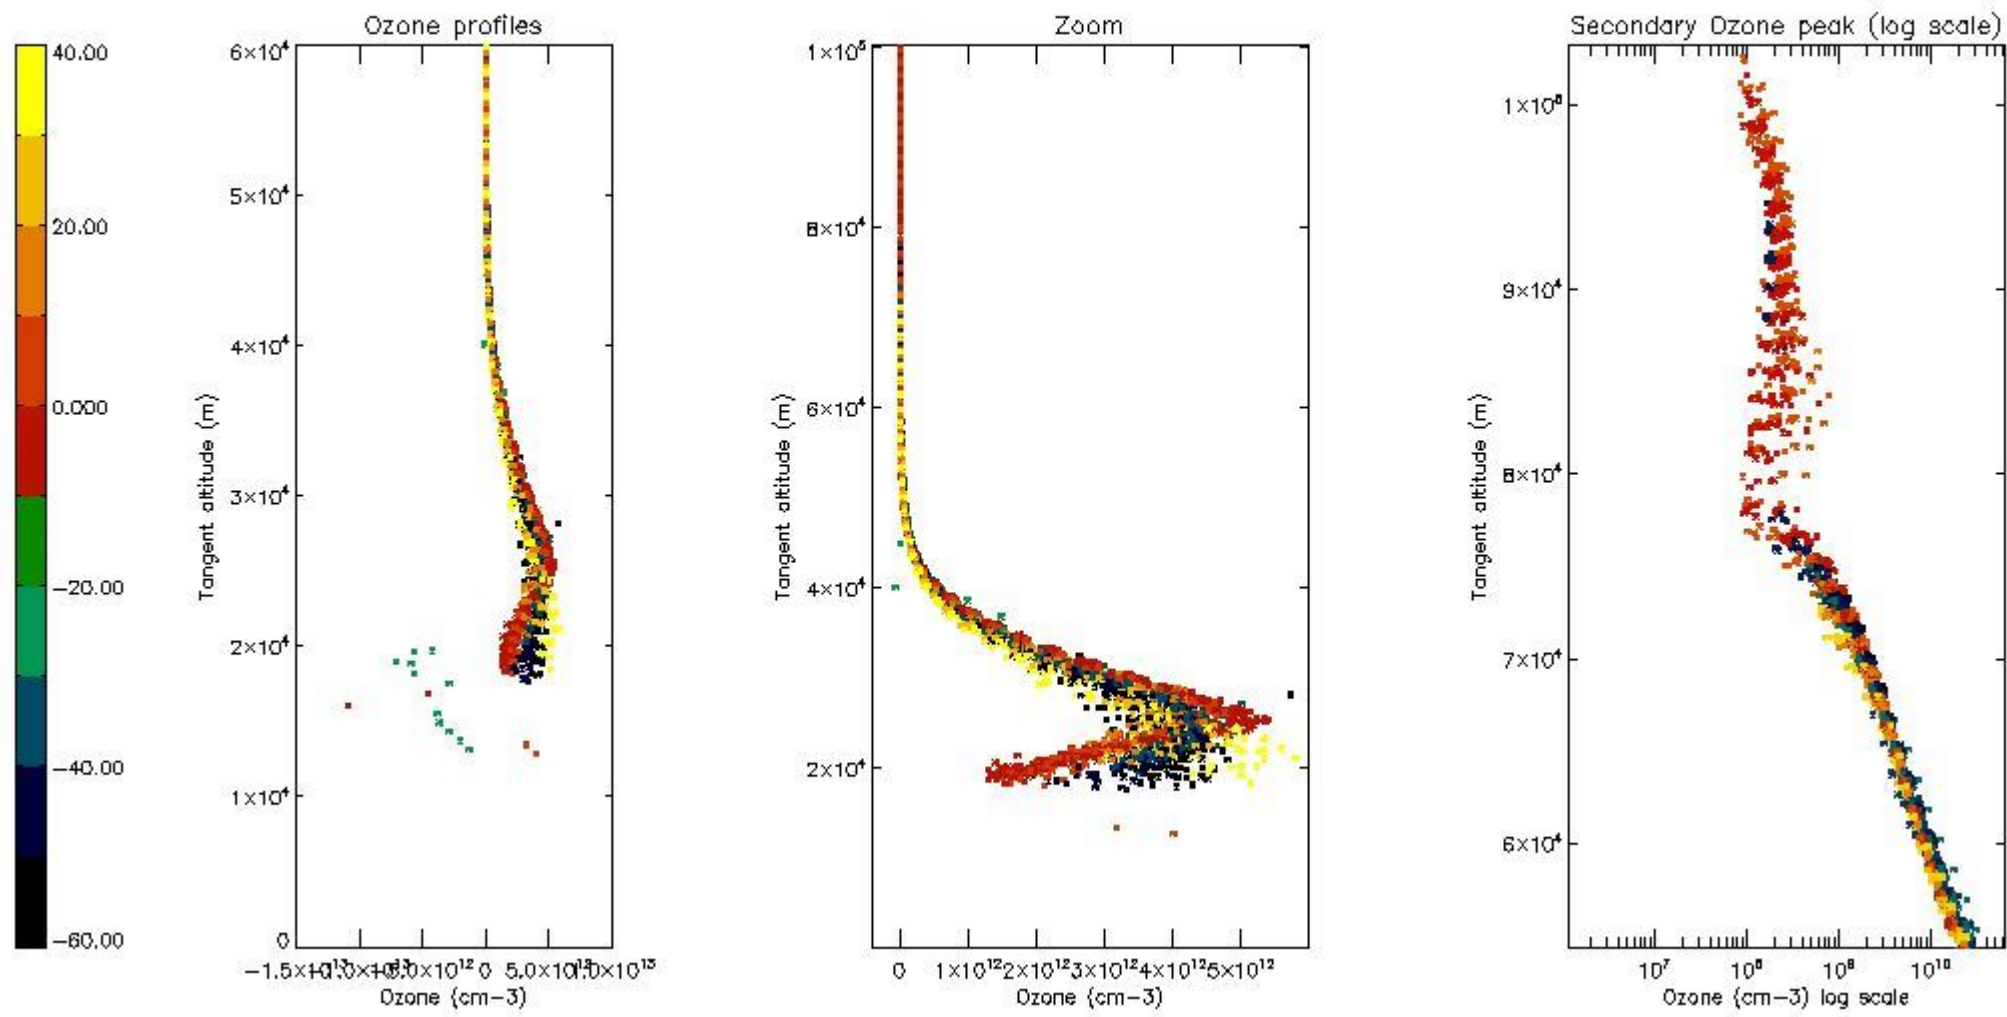 Ozone profiles
Zoom
Secondary Ozone peak (log scale)
40.00
20.00
0.000
−20.00
−40.00
−60.00
6×10⁴
5×10⁴
4×10⁴
3×10⁴
2×10⁴
1×10⁴
0
Tangent altitude (m)
0
Ozone (cm−3)
1×10⁵
8×10⁴
6×10⁴
4×10⁴
2×10⁴
Tangent altitude (m)
0 1×10¹² 2×10¹² 3×10¹² 4×10¹² 5×10¹²
Ozone (cm−3)
9×10⁴
8×10⁴
7×10⁴
6×10⁴
Tangent altitude (m)
10⁷ 10⁹ 10¹⁰
Ozone (cm−3) log scale